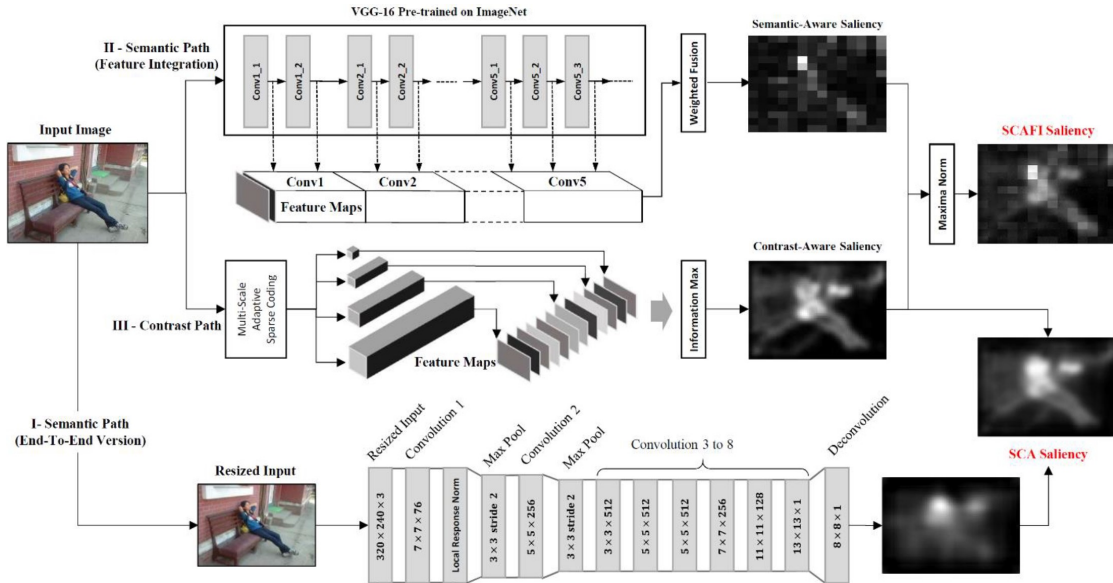 VGG-16 Pre-trained on ImageNet
II - Semantic Path
(Feature Integration)
Conv1_1
Conv1_2
Conv2_1
Conv2_2
Conv5_1
Conv5_2
Conv5_3
Weighted Fusion
Semantic-Aware Saliency
Input Image
Conv1
Conv2
Conv5
Feature Maps
SCAFI Saliency
Maxima Norm
III - Contrast Path
Multi-Scale
Adaptive
Sparse Coding
Feature Maps
Information Max
Contrast-Aware Saliency
I- Semantic Path
(End-To-End Version)
Resized Input
Resized Input
Convolution 1
Max Pool
Convolution 2
Max Pool
Convolution 3 to 8
Deconvolution
320 × 240 × 3
7 × 7 × 76
Local Response Norm
3 × 3 stride 2
5 × 5 × 256
3 × 3 stride 2
3 × 3 × 512
5 × 5 × 512
5 × 5 × 512
7 × 7 × 256
11 × 11 × 128
13 × 13 × 1
8 × 8 × 1
SCA Saliency